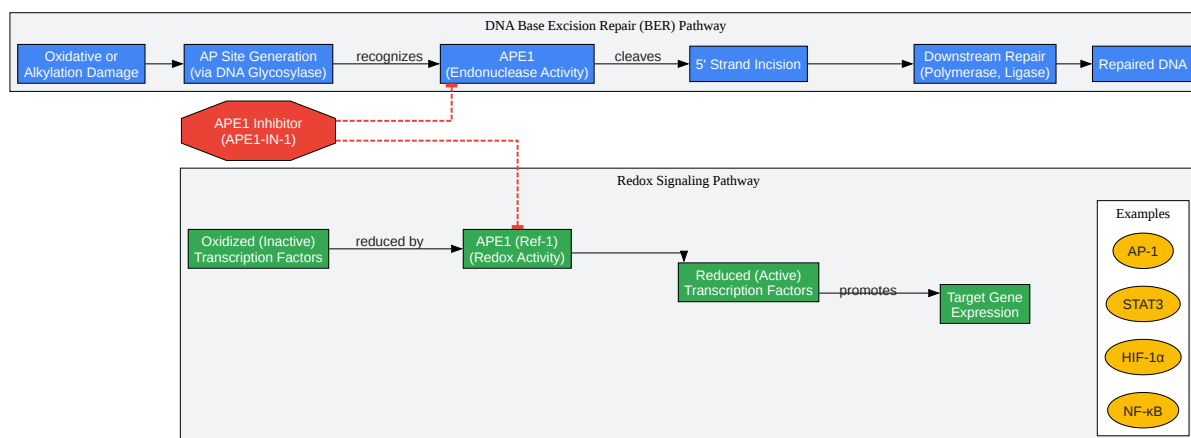 DNA Base Excision Repair (BER) Pathway
Oxidative or
Alkylation Damage
AP Site Generation
(via DNA Glycosylase)
recognizes
APE1
(Endonuclease Activity)
cleaves
5' Strand Incision
Downstream Repair
(Polymerase, Ligase)
Repaired DNA
APE1 Inhibitor
(APE1-IN-1)
Redox Signaling Pathway
Oxidized (Inactive)
Transcription Factors
reduced by
APE1 (Ref-1)
(Redox Activity)
Reduced (Active)
Transcription Factors
promotes
Target Gene
Expression
Examples
AP-1
STAT3
HIF-1α
NF-κB